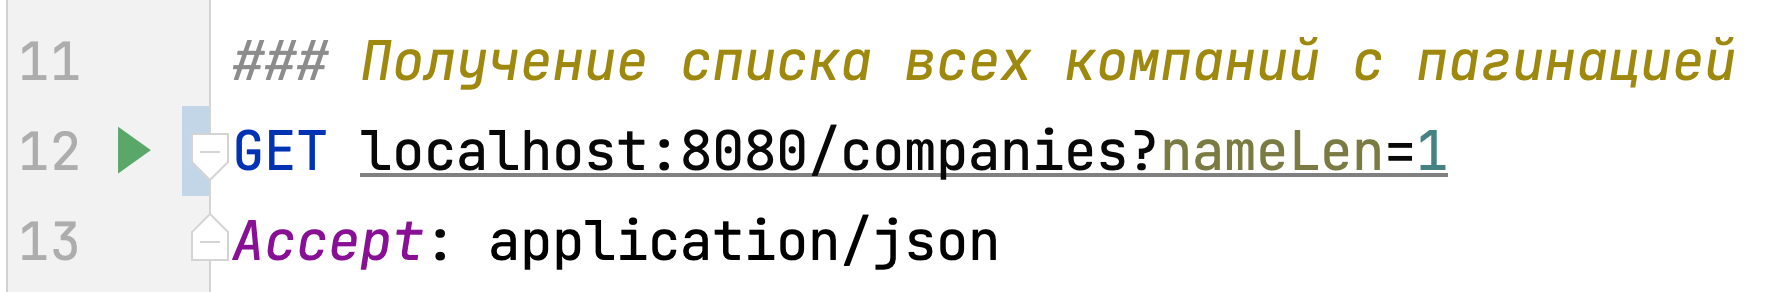 11 ### Получение списка всех компаний с пагинацией
12 GET localhost:8080/companies?nameLen=1
13 Accept: application/json